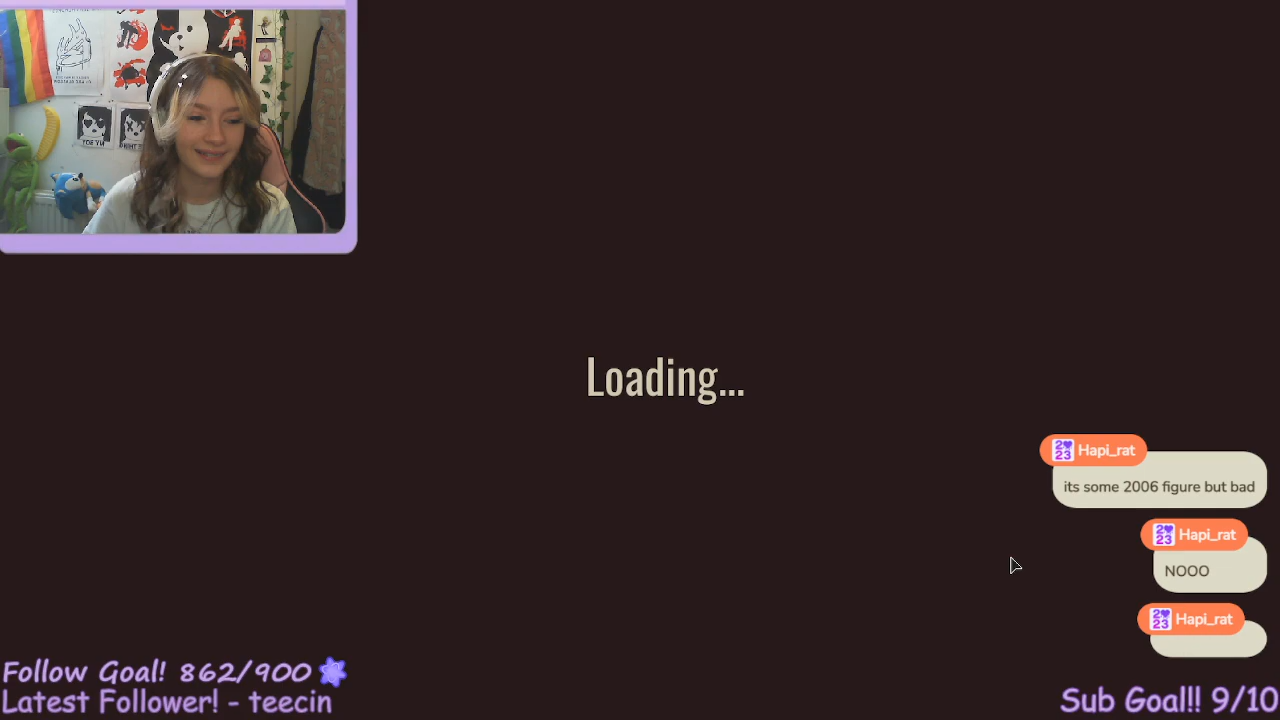 Loading...
Hapi_rat
its some 2006 figure but bad
Hapi_rat
NOOO
Hapi_rat
Follow Goal! 862/900
Latest Follower! - teecin
Sub Goal!! 9/10